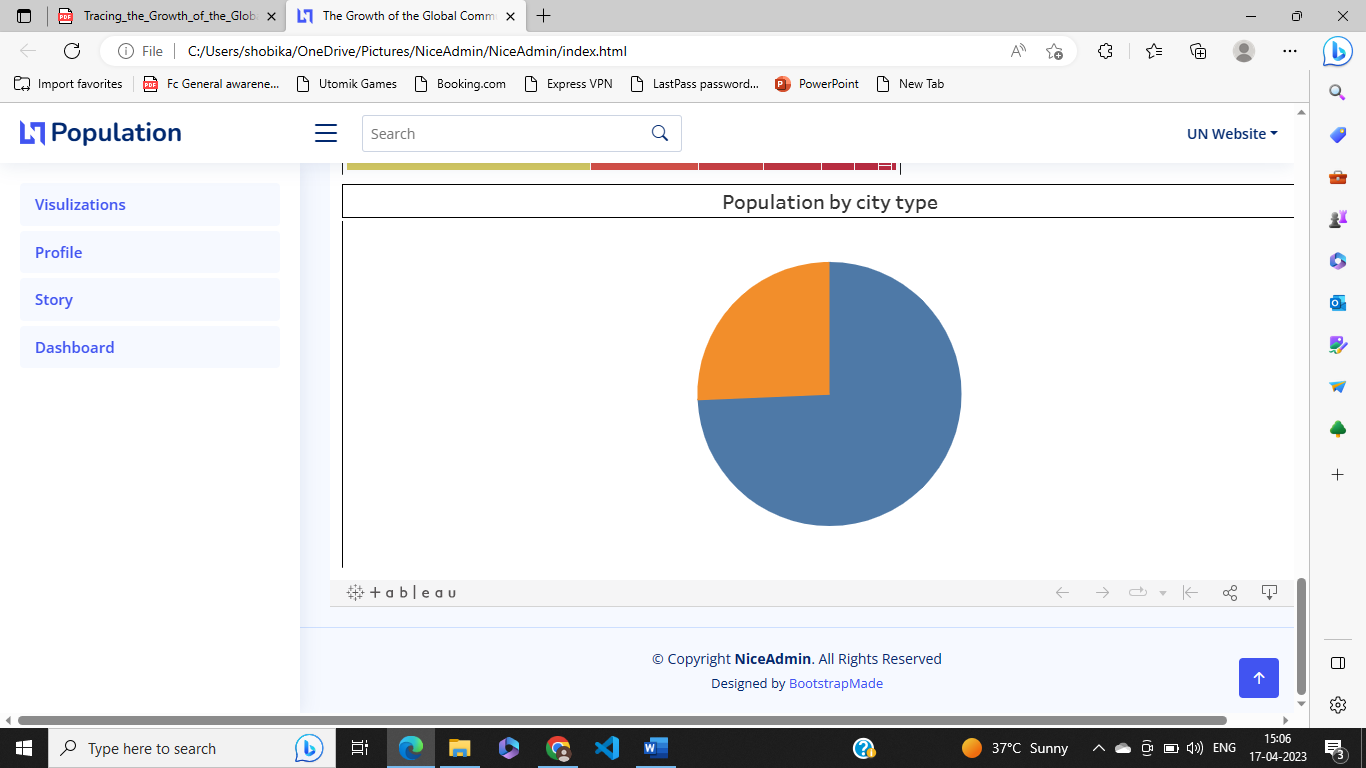 Tracing_the_Growth_of_the_Glob
The Growth of the Global Comm
File
C:/Users/shobika/OneDrive/Pictures/NiceAdmin/NiceAdmin/index.html
Import favorites
Fc General awarene...
Utomik Games
Booking.com
Express VPN
LastPass password...
PowerPoint
New Tab
Population
Search
UN Website
Visulizations
Profile
Story
Dashboard
Population by city type
+ a b | e a u
© Copyright NiceAdmin. All Rights Reserved
Designed by BootstrapMade
Type here to search
37°C Sunny
ENG
15:06
17-04-2023
3